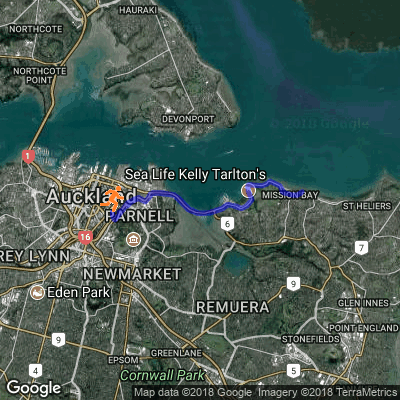 HAURAKI
NORTHCOTE
NORTHCOTE
POINT
DEVONPORT
1
Sea Life Kelly Tarlton's
Auckland
MISSION BAY
ST HELIERS
PARNELL
6
16
7
REY LYNN
NEWMARKET
9
Eden Park
REMUERA
GLEN INNES
POINT ENGLAND
9
STONEFIELDS
GREENLANE
EPSOM
4
Cornwall Park
5
Google
Map data ©2018 Google Imagery ©2018 TerraMetrics